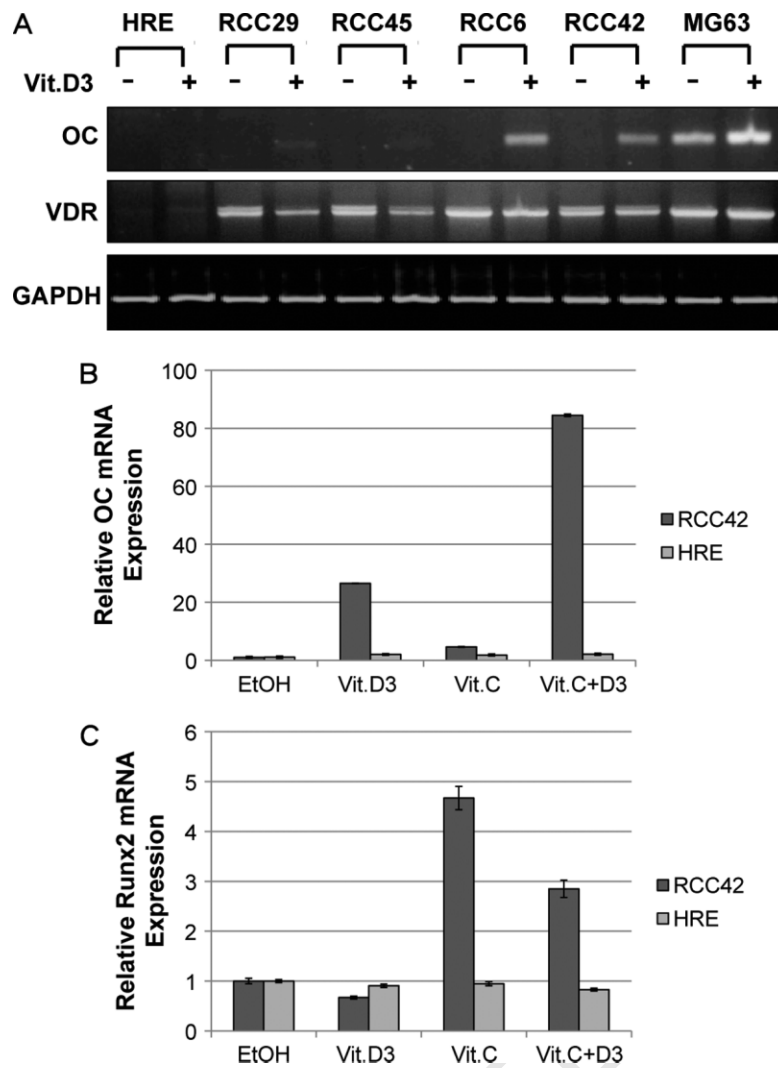 A
HRE RCC29 RCC45 RCC6 RCC42 MG63
Vit.D3 - + - + - + - + - + - +
OC
VDR
GAPDH
B
Relative OC mRNA
Expression
100
80
60
40
20
0
EtOH Vit.D3 Vit.C Vit.C+D3
RCC42
HRE
C
Relative Runx2 mRNA
Expression
6
5
4
3
2
1
0
EtOH Vit.D3 Vit.C Vit.C+D3
RCC42
HRE